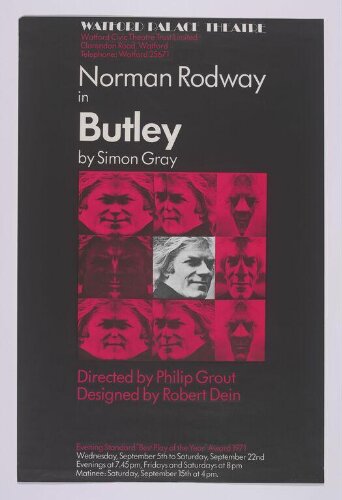 WATFORD PALACE THEATRE
Watford Civic Theatre Trust Limited
Clarendon Road, Watford
Telephone: Watford 25671
Norman Rodway
in
Butley
by Simon Gray
Directed by Philip Grout
Designed by Robert Dein
Evening Standard 'Best Play of the Year' Award 1971
Wednesday, September 5th to Saturday, September 22nd
Evenings at 7.45 pm, Fridays and Saturdays at 8 pm
Matinee: Saturday, September 15th at 4 pm.